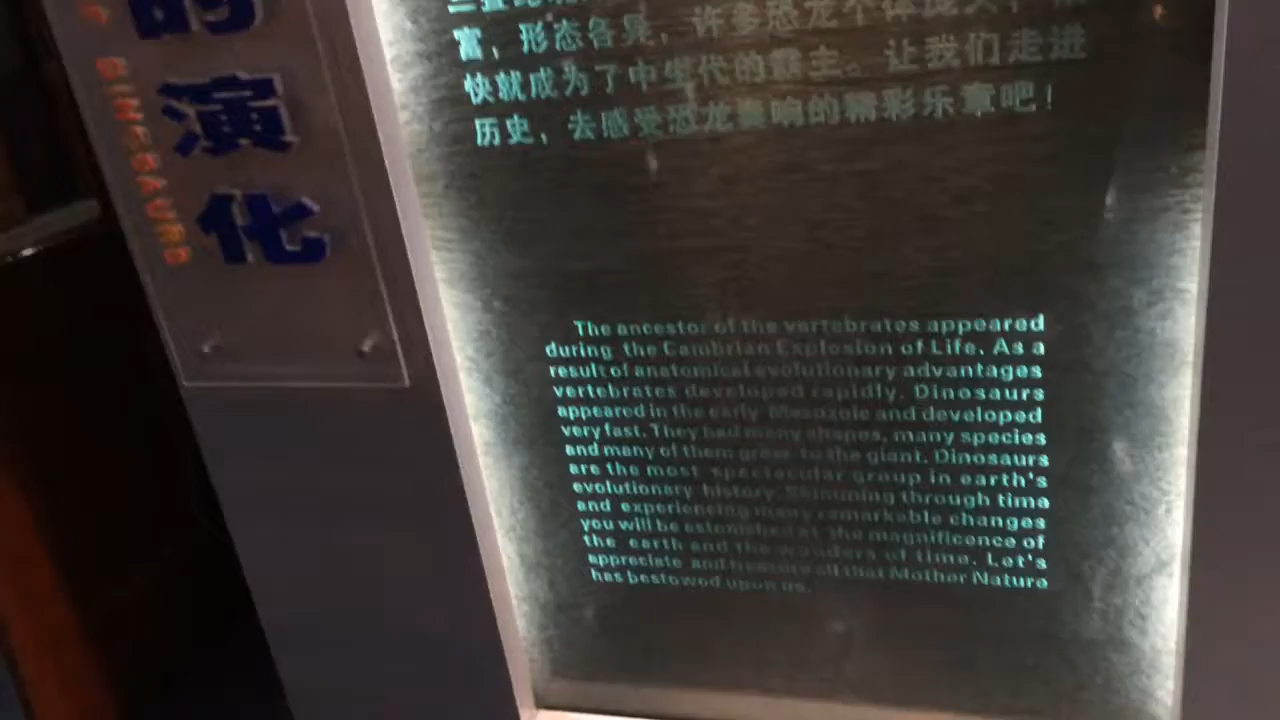 的
演
化
DINOSAURS
富，形态各异，许多恐龙个体庞大，
快就成为了中生代的霸主。让我们走进
历史，去感受恐龙奏响的精彩乐章吧！
The ancestor of the vertebrates appeared
during the Cambrian Explosion of Life. As a
result of anatomical evolutionary advantages
vertebrates developed rapidly. Dinosaurs
appeared in the early Mesozoic and developed
very fast. They had many shapes, many species
and many of them grew to the giant. Dinosaurs
are the most spectacular group in earth's
evolutionary history. Skimming through time
and experiencing many remarkable changes
you will be astonished at the magnificence of
the earth and the wonders of time. Let's
appreciate and treasure all that Mother Nature
has bestowed upon us.